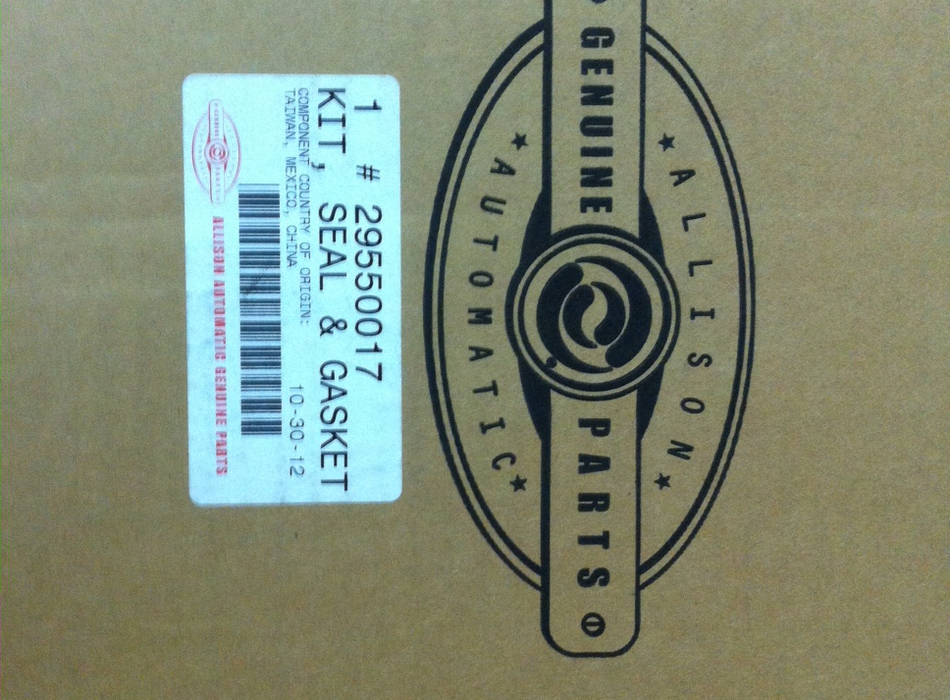 1 # 29550017
KIT, SEAL & GASKET
COMPONENT COUNTRY OF ORIGIN:
TAIWAN, MEXICO, CHINA
10-30-12
ALLISON AUTOMATIC GENUINE PARTS
ALLISON
GENUINE PARTS
AUTOMATIC